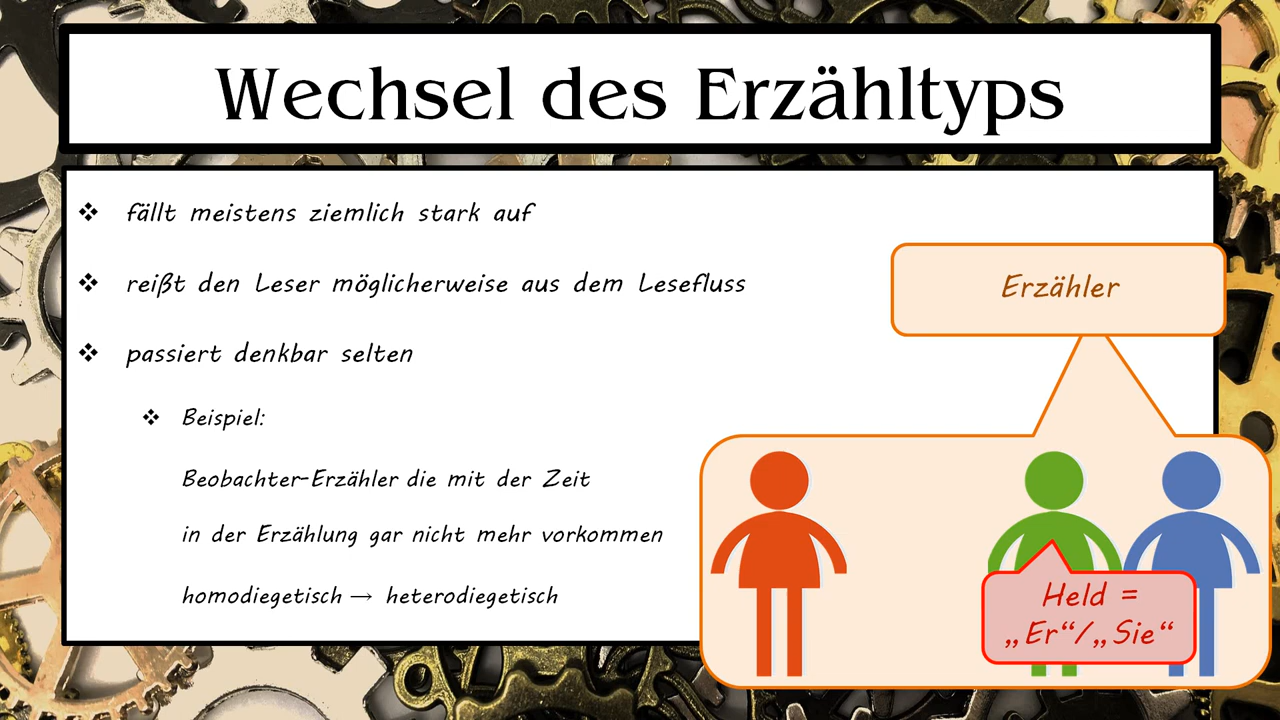 Wechsel des Erzähltyps
❖ fällt meistens ziemlich stark auf
❖ reißt den Leser möglicherweise aus dem Lesefluss
❖ passiert denkbar selten
❖ Beispiel:
Beobachter-Erzähler die mit der Zeit
in der Erzählung gar nicht mehr vorkommen
homodiegetisch → heterodiegetisch
Erzähler
Held =
„Er“/„Sie“